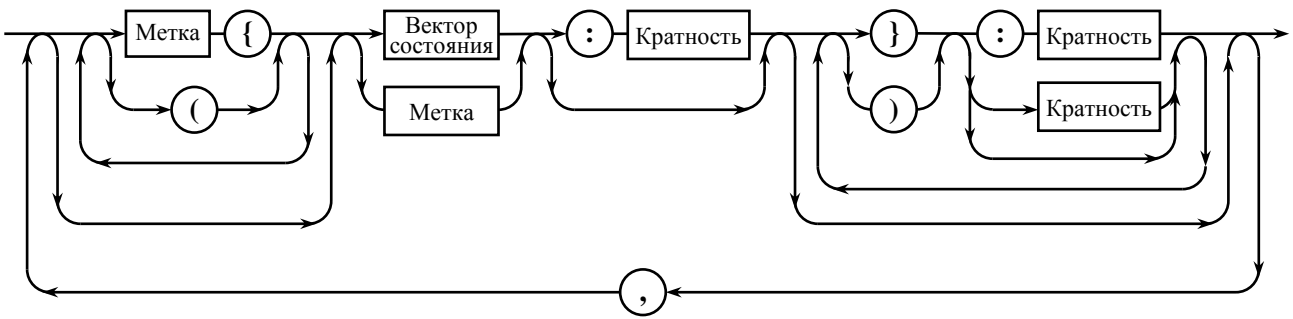 Метка { Вектор состояния : Кратность } : Кратность
( Метка ) Кратность
,